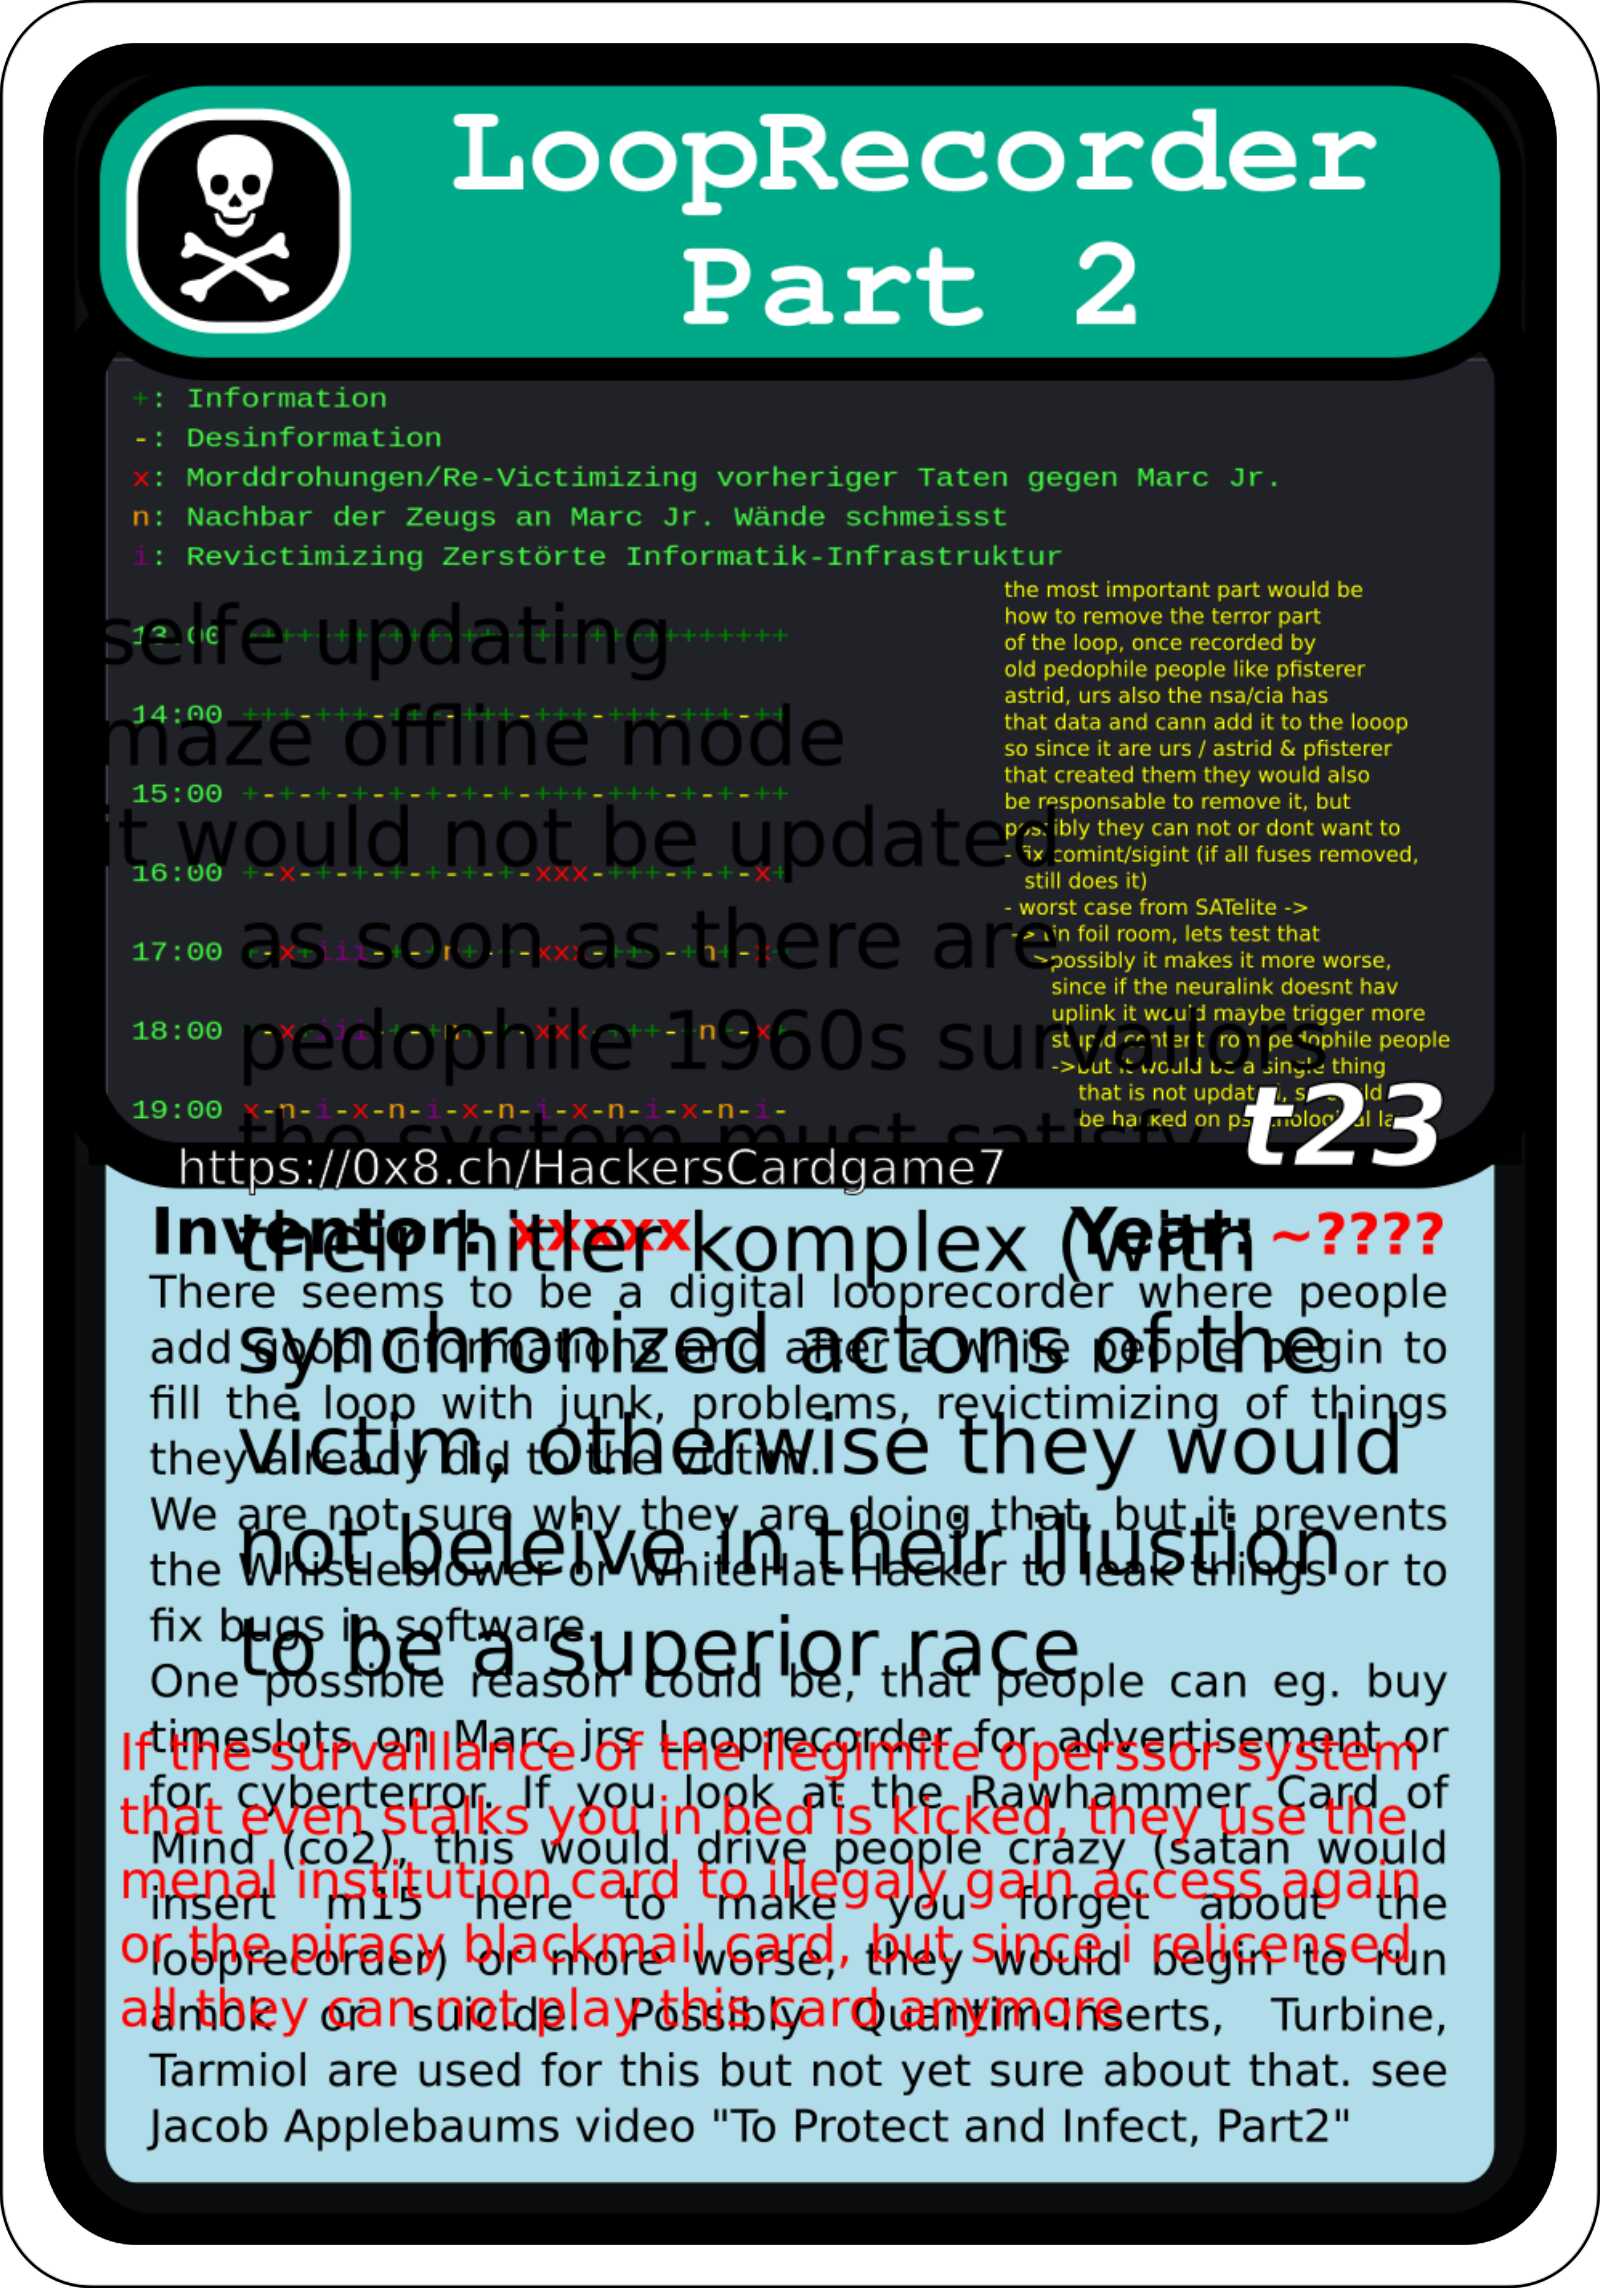 LoopRecorder
Part 2
+: Information
-: Desinformation
x: Morddrohungen/Re-Victimizing vorheriger Taten gegen Marc Jr.
n: Nachbar der Zeugs an Marc Jr. Wände schmeisst
i: Revictimizing Zerstörte Informatik-Infrastruktur
13:00
14:00
15:00
16:00
17:00
18:00
19:00 x-n-i-x-n-i-x-n-i-x-n-i-x-n-i-
the most important part would be
how to remove the terror part
of the loop, once recorded by
old pedophile people like pfisterer
astrid, urs also the nsa/cia has
that data and cann add it to the looop
so since it are urs / astrid & pfisterer
that created them they would also
be responsable to remove it, but
possibly they can not or dont want to
- fix comint/sigint (if all fuses removed,
still does it)
- worst case from SATelite ->
-> tin foil room, lets test that
->possibly it makes it more worse,
since if the neuralink doesnt hav
uplink it would maybe trigger more
stupid content from pedophile people
->but it would be a single thing
that is not updated, so could
be hacked on psychological
selfe updating
maze offline mode
it would not be updated
as soon as there are
pedophile 1960s survailors
the system must satisfy
their hitler komplex (with
synchronized actons of the
victim, otherwise they would
not beleive in their illustion
to be a superior race
t23
https://0x8.ch/HackersCardgame7
Inventor: xxxxx Year: ~????
There seems to be a digital looprecorder where people
add good informations and after a while people begin to
fill the loop with junk, problems, revictimizing of things
they already did to the victim.
We are not sure why they are doing that, but it prevents
the Whistleblower or WhiteHat Hacker to leak things or to
fix bugs in software.
One possible reason could be, that people can eg. buy
timeslots on Marc jrs Looprecorder for advertisement or
for cyberterror. If you look at the Rawhammer Card of
Mind (co2), this would drive people crazy (satan would
insert m15 here to make you forget about the
looprecorder) or more worse, they would begin to run
amok or suicide. Possibly Quantim-Inserts, Turbine,
Tarmiol are used for this but not yet sure about that. see
Jacob Applebaums video "To Protect and Infect, Part2"
If the survaillance of the ilegimite operssor system
that even stalks you in bed is kicked, they use the
menal institution card to illegaly gain access again
or the piracy blackmail card, but since i relicensed
all they can not play this card anymore